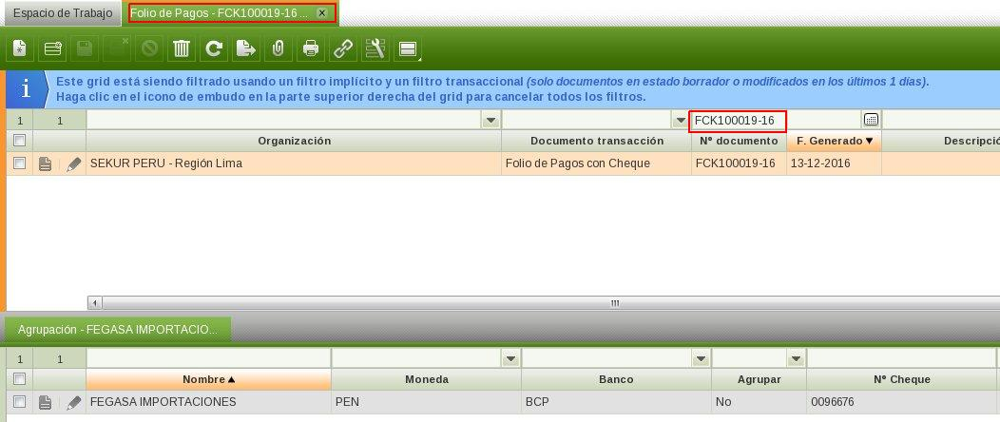 Espacio de Trabajo
Folio de Pagos - FCK100019-16 ...
Este grid está siendo filtrado usando un filtro implícito y un filtro transaccional (solo documentos en estado borrador o modificados en los últimos 1 días).
Haga clic en el icono de embudo en la parte superior derecha del grid para cancelar todos los filtros.
1 1 FCK100019-16
Organización Documento transacción Nº documento F. Generado Descripció
SEKUR PERU - Región Lima Folio de Pagos con Cheque FCK100019-16 13-12-2016
Agrupación - FEGASA IMPORTACIO...
1 1
Nombre Moneda Banco Agrupar Nº Cheque
FEGASA IMPORTACIONES PEN BCP No 0096676